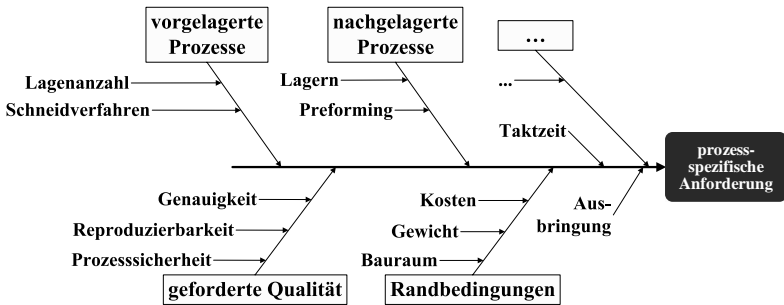 vorgelagerte
Prozesse
Lagenanzahl
Schneidverfahren
nachgelagerte
Prozesse
Lagern
Preforming
...
...
Taktzeit
prozess-
spezifische
Anforderung
Genauigkeit
Reproduzierbarkeit
Prozesssicherheit
geforderte Qualität
Kosten
Gewicht
Bauraum
Randbedingungen
Aus-
bringung